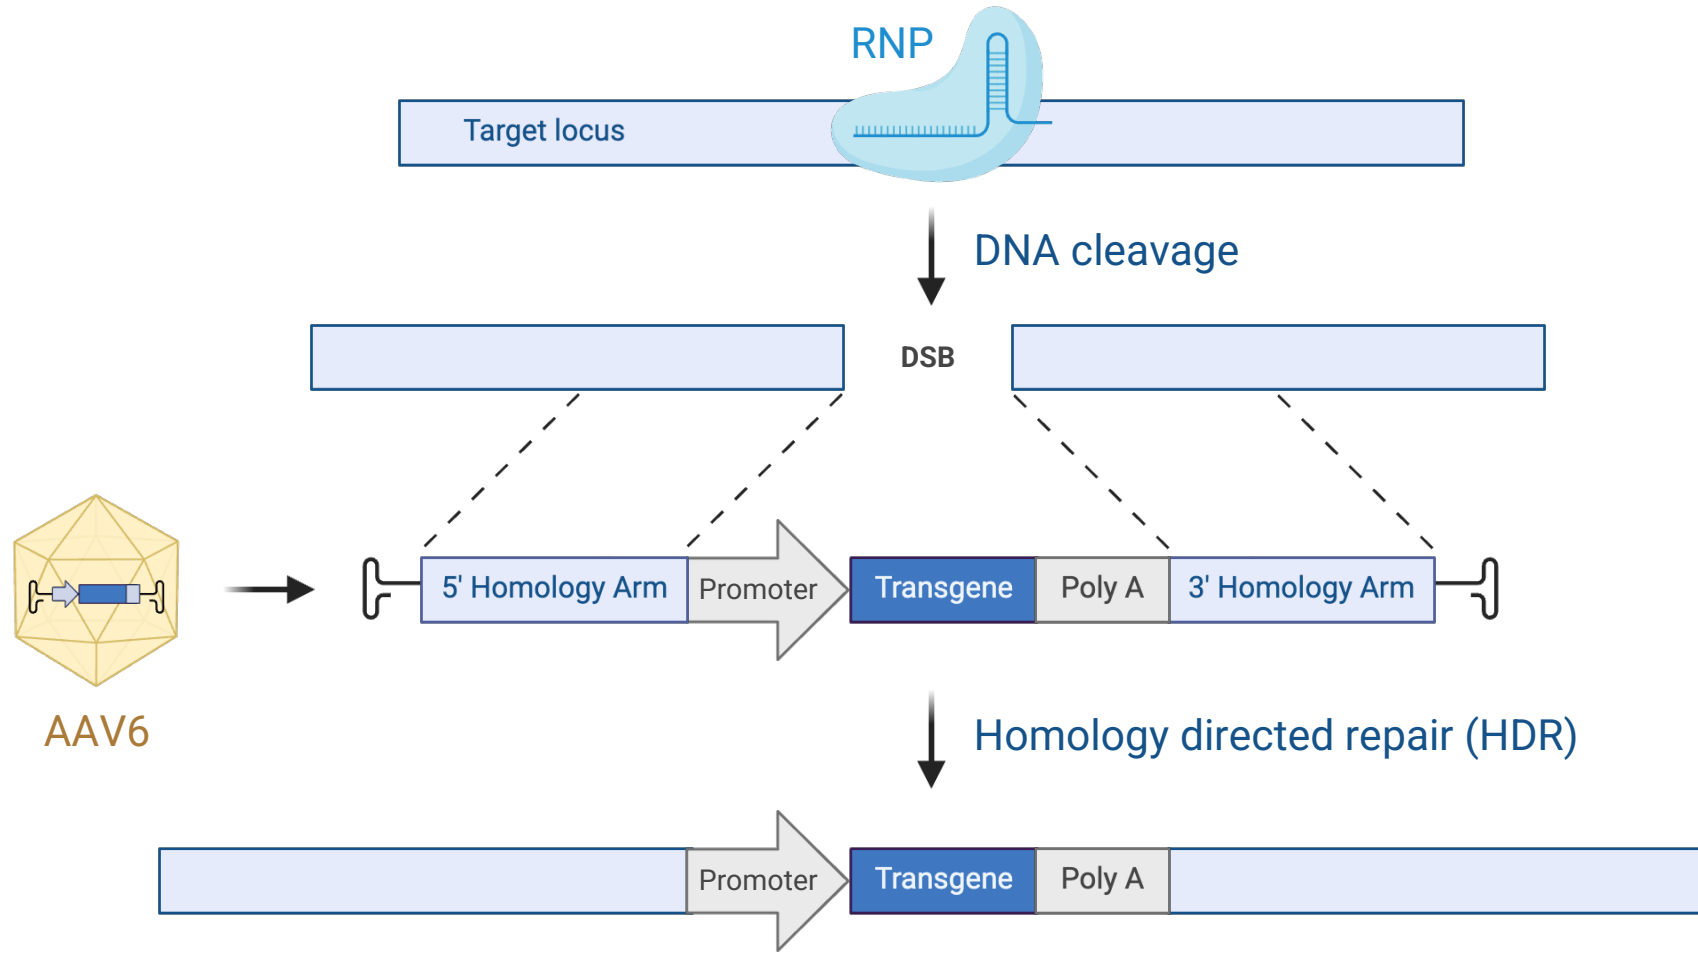 RNP
Target locus
DNA cleavage
DSB
5' Homology Arm
Promoter
Transgene
Poly A
3' Homology Arm
AAV6
Homology directed repair (HDR)
Promoter
Transgene
Poly A